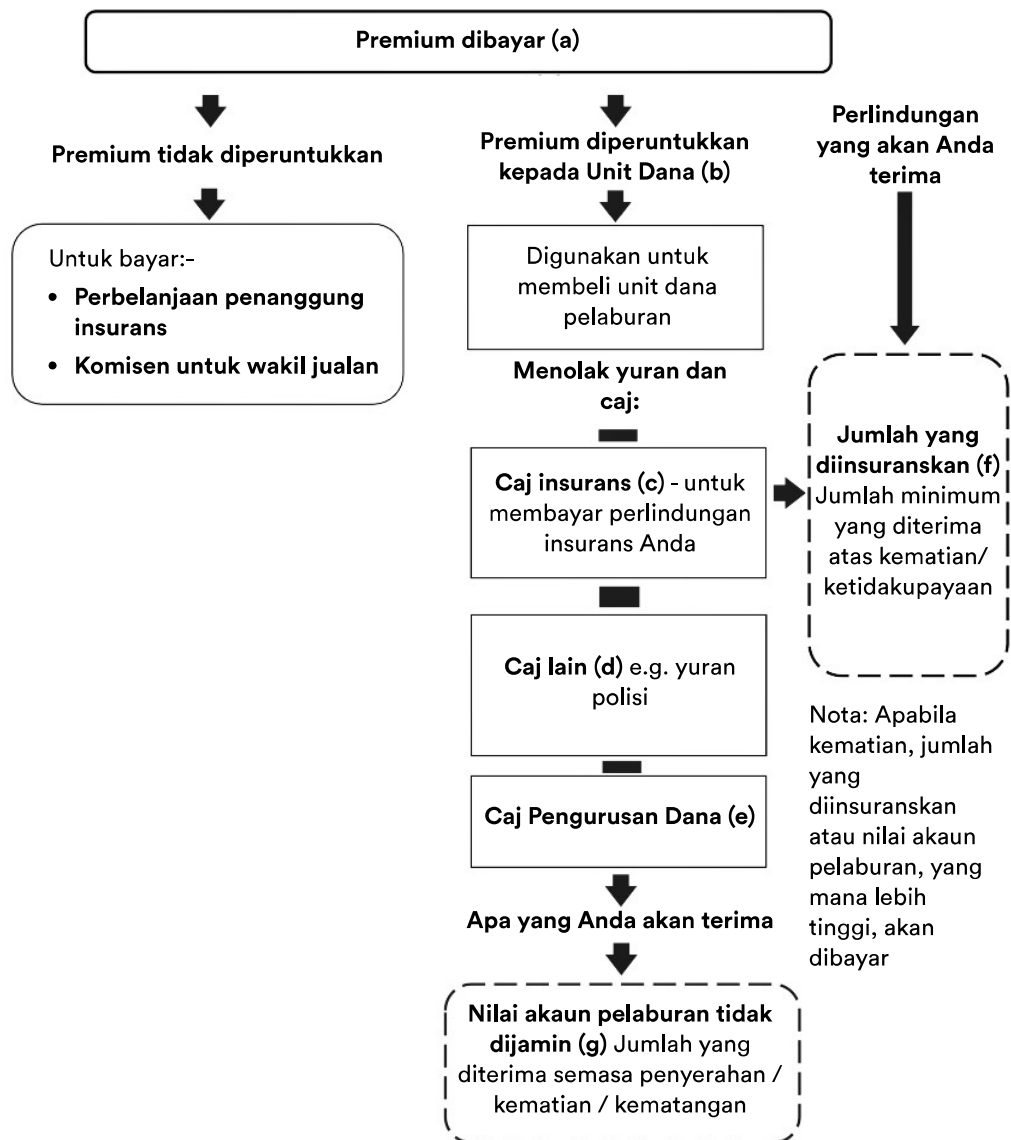 Premium dibayar (a)
Premium tidak diperuntukkan
Untuk bayar:-
• Perbelanjaan penanggung
insurans
• Komisen untuk wakil jualan
Premium diperuntukkan
kepada Unit Dana (b)
Digunakan untuk
membeli unit dana
pelaburan
Menolak yuran dan
caj:
Caj insurans (c) - untuk
membayar perlindungan
insurans Anda
Caj lain (d) e.g. yuran
polisi
Caj Pengurusan Dana (e)
Apa yang Anda akan terima
Nilai akaun pelaburan tidak
dijamin (g) Jumlah yang
diterima semasa penyerahan /
kematian / kematangan
Perlindungan
yang akan Anda
terima
Jumlah yang
diinsuranskan (f)
Jumlah minimum
yang diterima
atas kematian/
ketidakupayaan
Nota: Apabila
kematian, jumlah
yang
diinsuranskan
atau nilai akaun
pelaburan, yang
mana lebih
tinggi, akan
dibayar